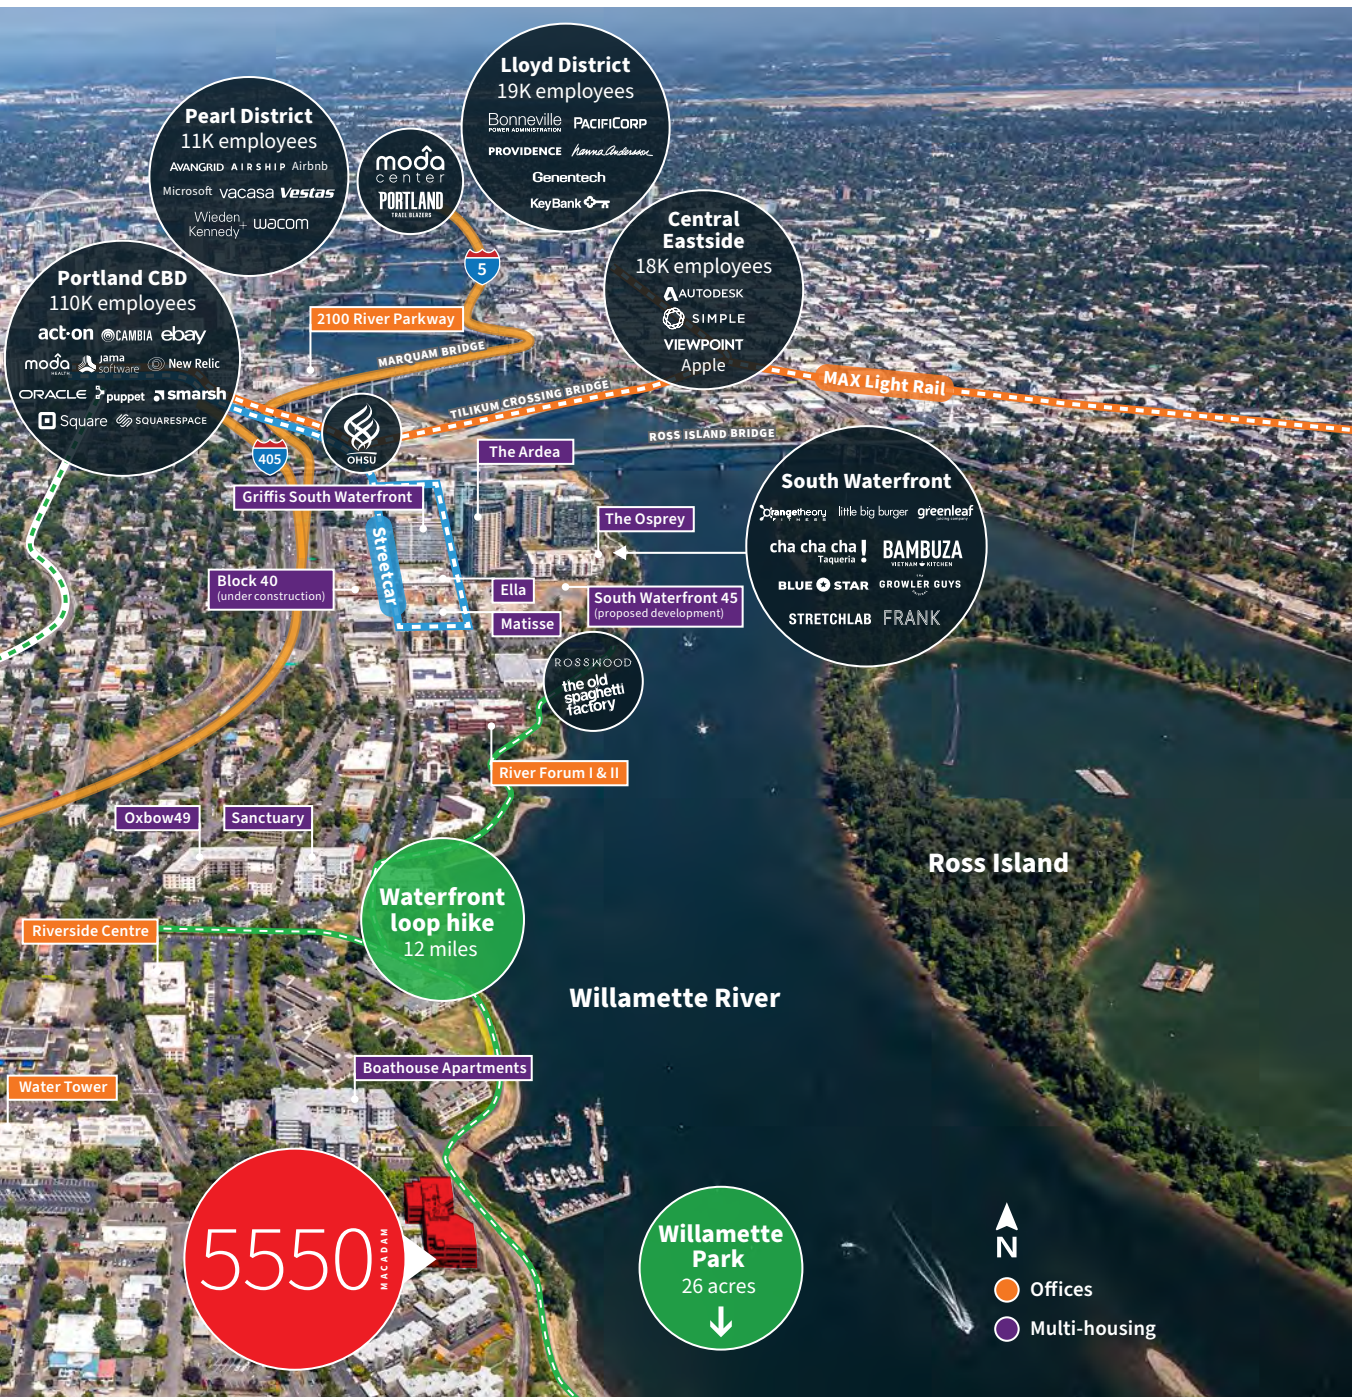 Lloyd District
19K employees
Bonneville
POWER ADMINISTRATION
PACIFICORP
PROVIDENCE
hanna Andersson
Genentech
KeyBank
Pearl District
11K employees
AVANGRID AIRSHIP Airbnb
Microsoft vacasa Vestas
Wieden+
Kennedy
wacom
moda
center
PORTLAND
TRAIL BLAZERS
Central
Eastside
18K employees
AUTODESK
SIMPLE
VIEWPOINT
Apple
Portland CBD
110K employees
act-on CAMBIA ebay
moda
HEALTH
jama
software
New Relic
ORACLE puppet smarsh
Square SQUARESPACE
5
2100 River Parkway
MARQUAM BRIDGE
TILIKUM CROSSING BRIDGE
MAX Light Rail
ROSS ISLAND BRIDGE
OHSU
405
The Ardea
Griffis South Waterfront
The Osprey
Streetcar
Block 40
(under construction)
Ella
South Waterfront 45
(proposed development)
Matisse
South Waterfront
Orangetheory
FITNESS
little big burger
greenleaf
juicing company
cha cha cha!
Taqueria
BAMBUZA
VIETNAM KITCHEN
BLUE STAR
THE
GROWLER GUYS
STRETCHLAB FRANK
ROSSWOOD
the old
spaghetti
factory
River Forum I & II
Oxbow49
Sanctuary
Ross Island
Waterfront
loop hike
12 miles
Riverside Centre
Willamette River
Boathouse Apartments
Water Tower
5550
MACADAM
Willamette
Park
26 acres
N
Offices
Multi-housing